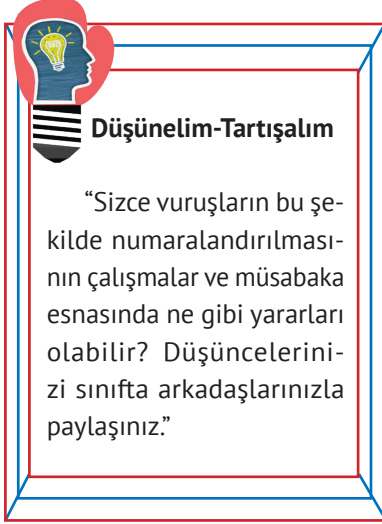 Düşünelim-Tartışalım
“Sizce vuruşların bu şe-
kilde numaralandırılması-
nın çalışmalar ve müsabaka
esnasında ne gibi yararları
olabilir? Düşüncelerini-
zi sınıfta arkadaşlarınızla
paylaşınız.”